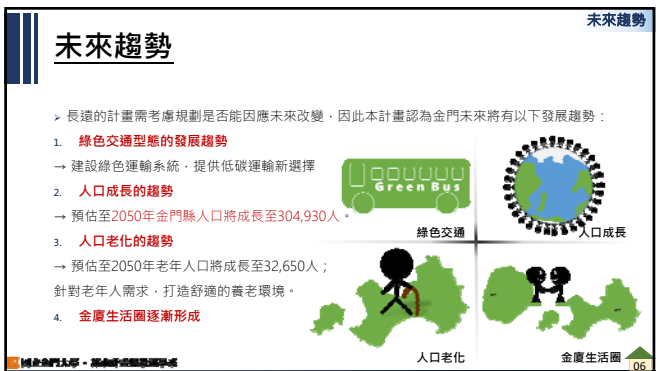 未來趨勢
未來趨勢
➢ 長遠的計畫需考慮規劃是否能因應未來改變，因此本計畫認為金門未來將有以下發展趨勢：
1. 綠色交通型態的發展趨勢
→ 建設綠色運輸系統，提供低碳運輸新選擇
2. 人口成長的趨勢
→ 預估至2050年金門縣人口將成長至304,930人。
3. 人口老化的趨勢
→ 預估至2050年老年人口將成長至32,650人；
針對老年人需求，打造舒適的養老環境。
4. 金廈生活圈逐漸形成
Green Bus
綠色交通
人口成長
人口老化
金廈生活圈
國立金門大學
06